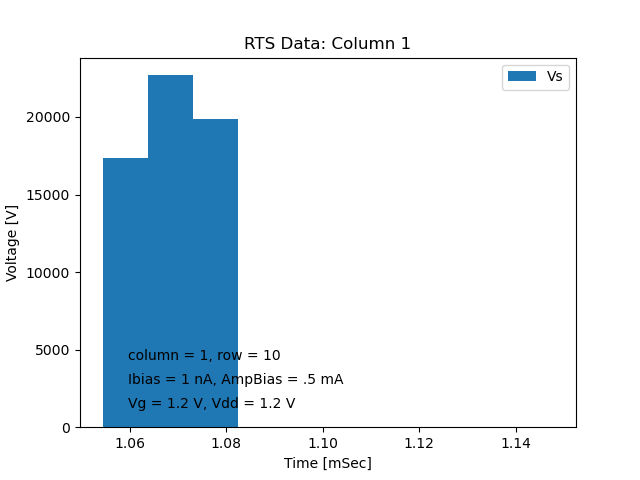 RTS Data: Column 1
Vs
Voltage [V]
20000
15000
10000
5000
0
column = 1, row = 10
Ibias = 1 nA, AmpBias = .5 mA
Vg = 1.2 V, Vdd = 1.2 V
1.06
1.08
1.10
1.12
1.14
Time [mSec]